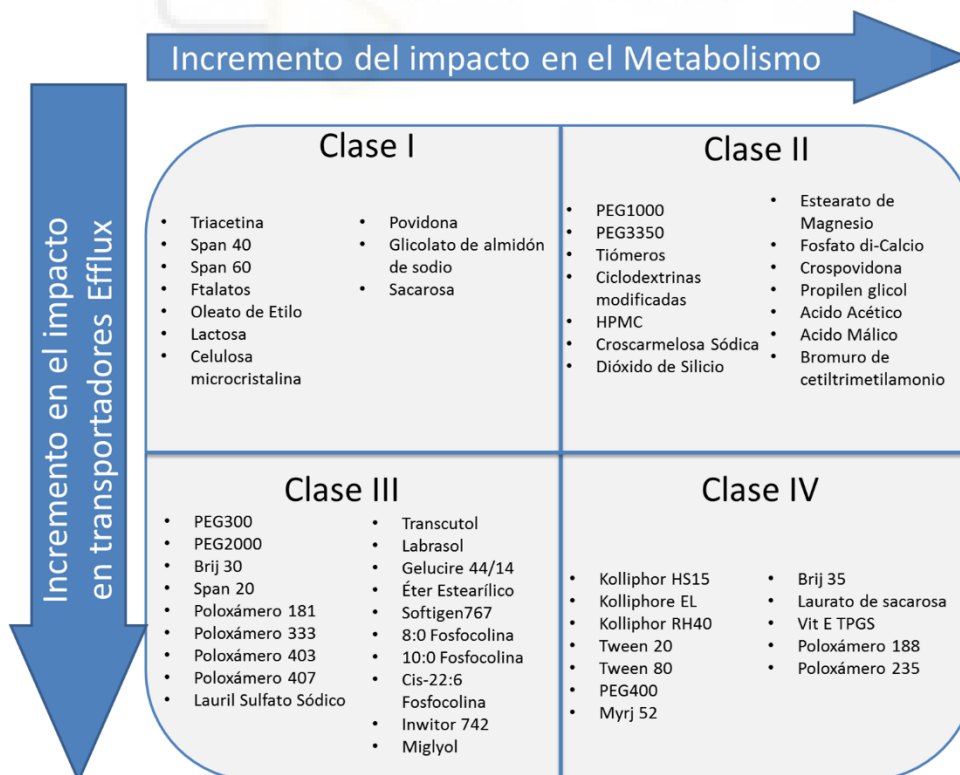 Incremento del impacto en el Metabolismo
Incremento en el impacto
en transportadores Efflux
Clase I
• Triacetina
• Span 40
• Span 60
• Ftalatos
• Oleato de Etilo
• Lactosa
• Celulosa
microcristalina
• Povidona
• Glicolato de almidón
de sodio
• Sacarosa
Clase II
• PEG1000
• PEG3350
• Tiómeros
• Ciclodextrinas
modificadas
• HPMC
• Croscarmelosa Sódica
• Dióxido de Silicio
• Estearato de
Magnesio
• Fosfato di-Calcio
• Crospovidona
• Propilen glicol
• Acido Acético
• Acido Málico
• Bromuro de
cetiltrimetilamonio
Clase III
• PEG300
• PEG2000
• Brij 30
• Span 20
• Poloxámero 181
• Poloxámero 333
• Poloxámero 403
• Poloxámero 407
• Lauril Sulfato Sódico
• Transcutol
• Labrasol
• Gelucire 44/14
• Éter Estearílico
• Softigen767
• 8:0 Fosfocolina
• 10:0 Fosfocolina
• Cis-22:6
Fosfocolina
• Inwitor 742
• Miglyol
Clase IV
• Kolliphor HS15
• Kolliphore EL
• Kolliphor RH40
• Tween 20
• Tween 80
• PEG400
• Myrj 52
• Brij 35
• Laurato de sacarosa
• Vit E TPGS
• Poloxámero 188
• Poloxámero 235